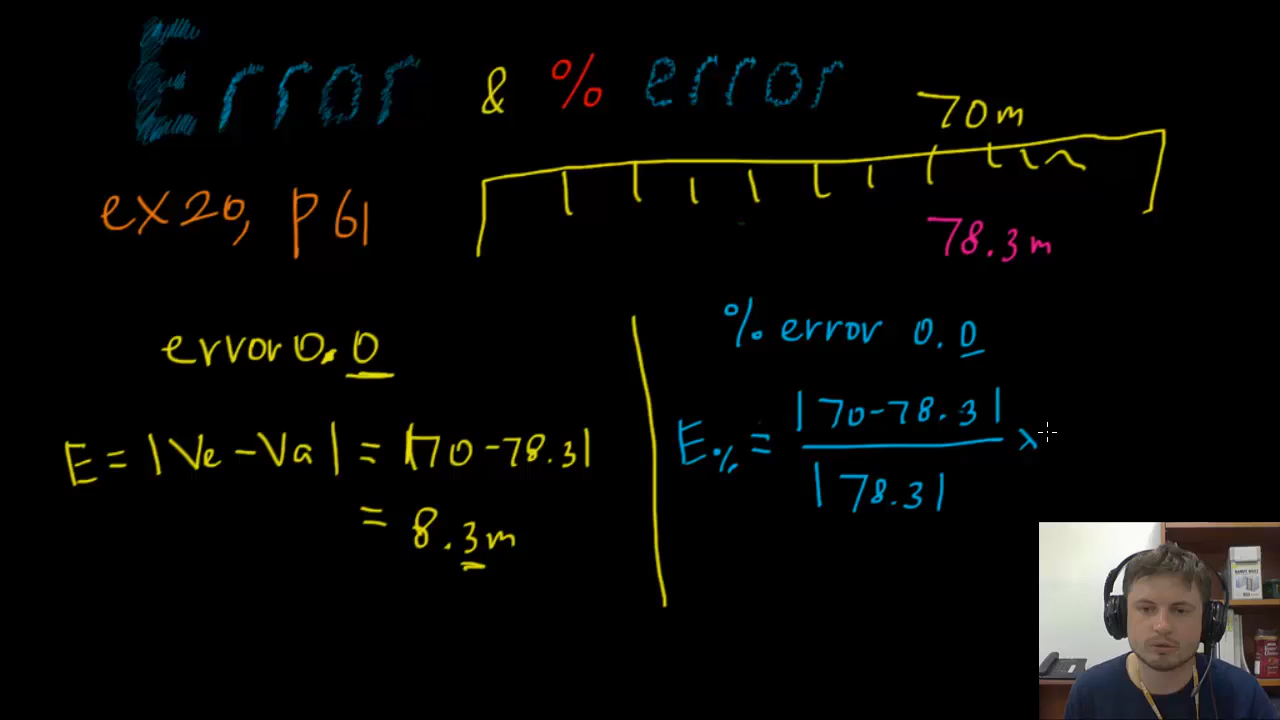 Error & % error
70m
ex20, P61
78.3m
error 0.0
E = |Ve - Va| = |70 - 78.3|
= 8.3m
% error 0.0
E% = |70 - 78.3| / |78.3| ×